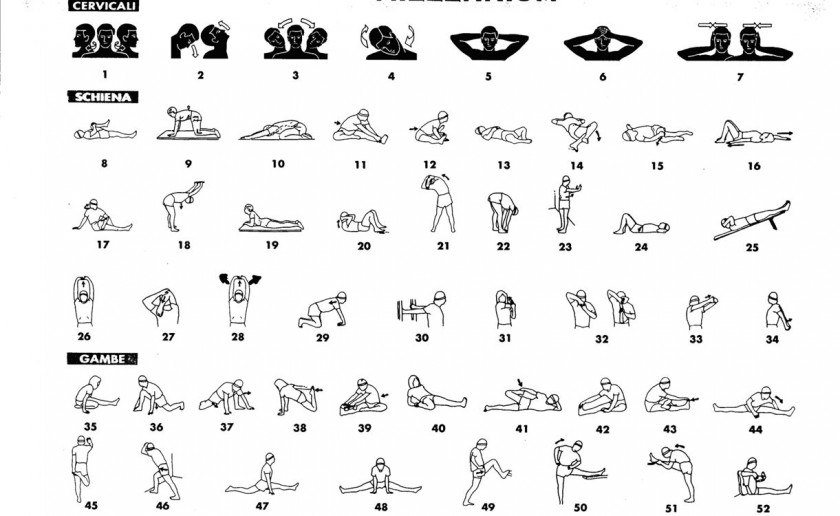 CERVICALI
1 2 3 4 5 6 7
SCHIENA
8 9 10 11 12 13 14 15 16
17 18 19 20 21 22 23 24 25
26 27 28 29 30 31 32 33 34
GAMBE
35 36 37 38 39 40 41 42 43 44
45 46 47 48 49 50 51 52